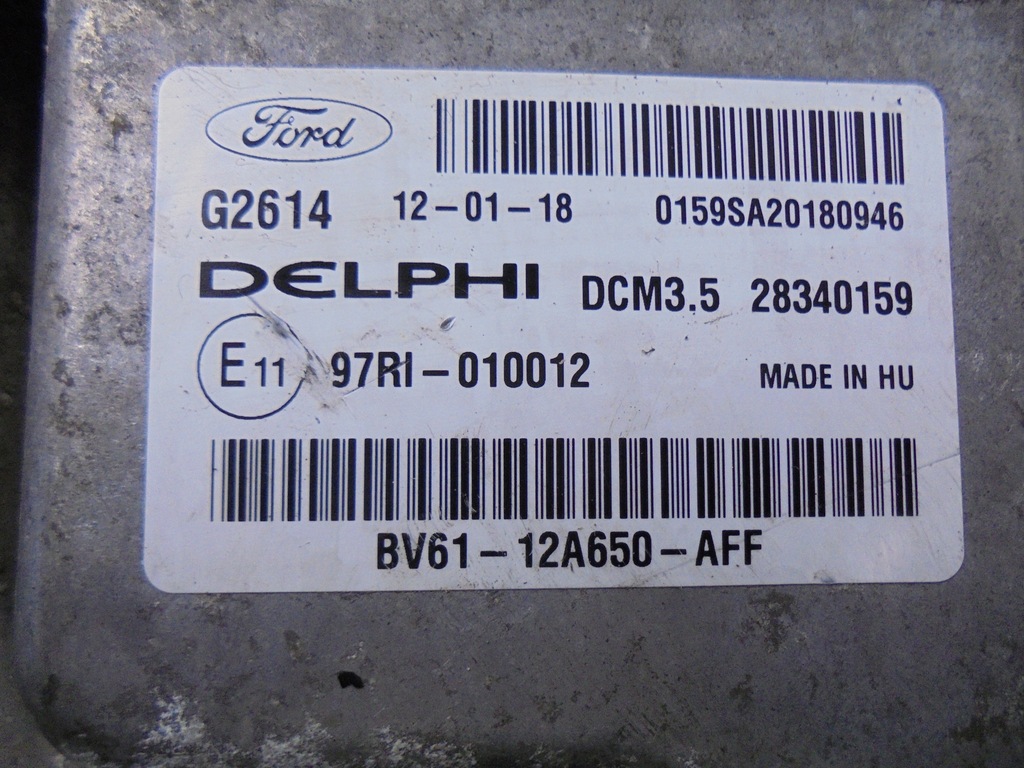 Ford
G2614 12-01-18 0159SA20180946
DELPHI DCM3.5 28340159
E11 97RI-010012 MADE IN HU
BV61-12A650-AFF